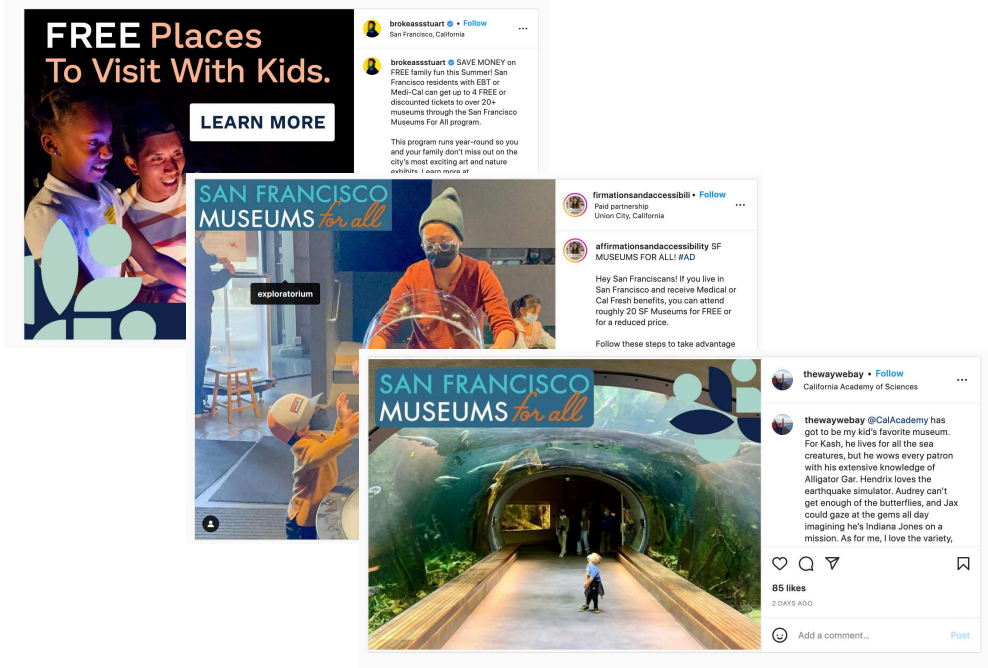 FREE Places
To Visit With Kids.
LEARN MORE
brokeassstuart • Follow
San Francisco, California
...
brokeassstuart SAVE MONEY on
FREE family fun this Summer! San
Francisco residents with EBT or
Medi-Cal can get up to 4 FREE or
discounted tickets to over 20+
museums through the San Francisco
Museums For All program.
This program runs year-round so you
and your family don't miss out on the
city's most exciting art and nature
exhibits. Learn more at
SAN FRANCISCO
MUSEUMS for all
exploratorium
firmationsandaccessibili • Follow
Paid partnership
Union City, California
...
affirmationsandaccessibility SF
MUSEUMS FOR ALL! #AD
Hey San Franciscans! If you live in
San Francisco and receive Medical or
Cal Fresh benefits, you can attend
roughly 20 SF Museums for FREE or
for a reduced price.
Follow these steps to take advantage
SAN FRANCISCO
MUSEUMS for all
thewaywebay • Follow
California Academy of Sciences
...
thewaywebay @CalAcademy has
got to be my kid's favorite museum.
For Kash, he lives for all the sea
creatures, but he wows every patron
with his extensive knowledge of
Alligator Gar. Hendrix loves the
earthquake simulator. Audrey can't
get enough of the butterflies, and Jax
could gaze at the gems all day
imagining he's Indiana Jones on a
mission. As for me, I love the variety,
85 likes
2 DAYS AGO
Add a comment...
Post